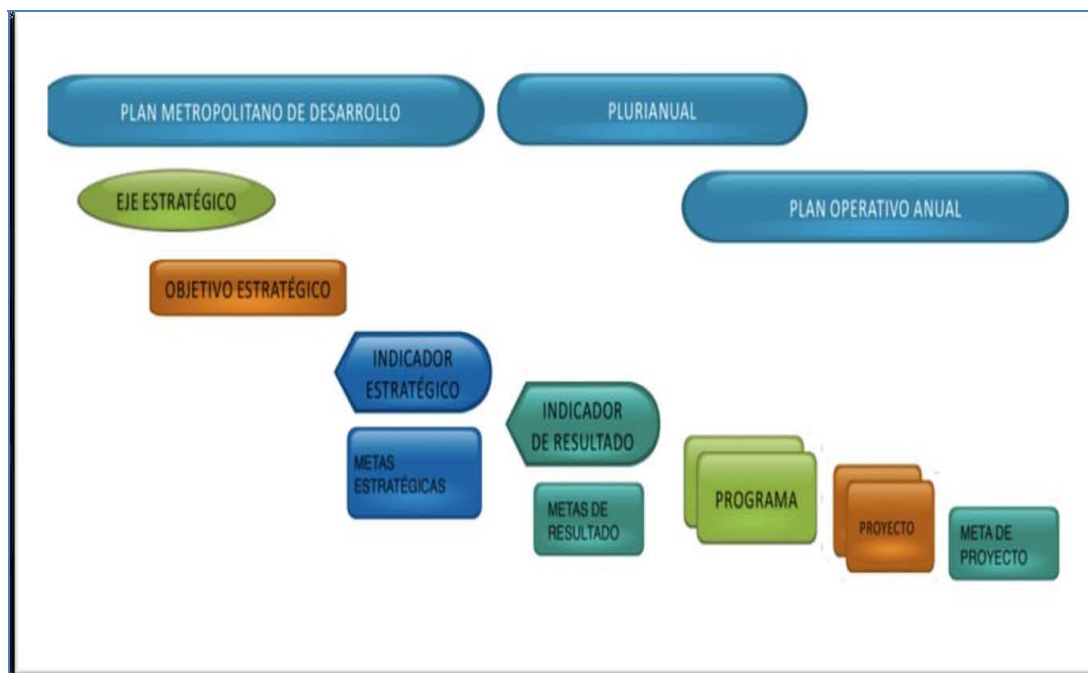 PLAN METROPOLITANO DE DESARROLLO
PLURIANUAL
EJE ESTRATÉGICO
PLAN OPERATIVO ANUAL
OBJETIVO ESTRATÉGICO
INDICADOR
ESTRATÉGICO
METAS
ESTRATÉGICAS
INDICADOR
DE RESULTADO
METAS DE
RESULTADO
PROGRAMA
PROYECTO
META DE
PROYECTO